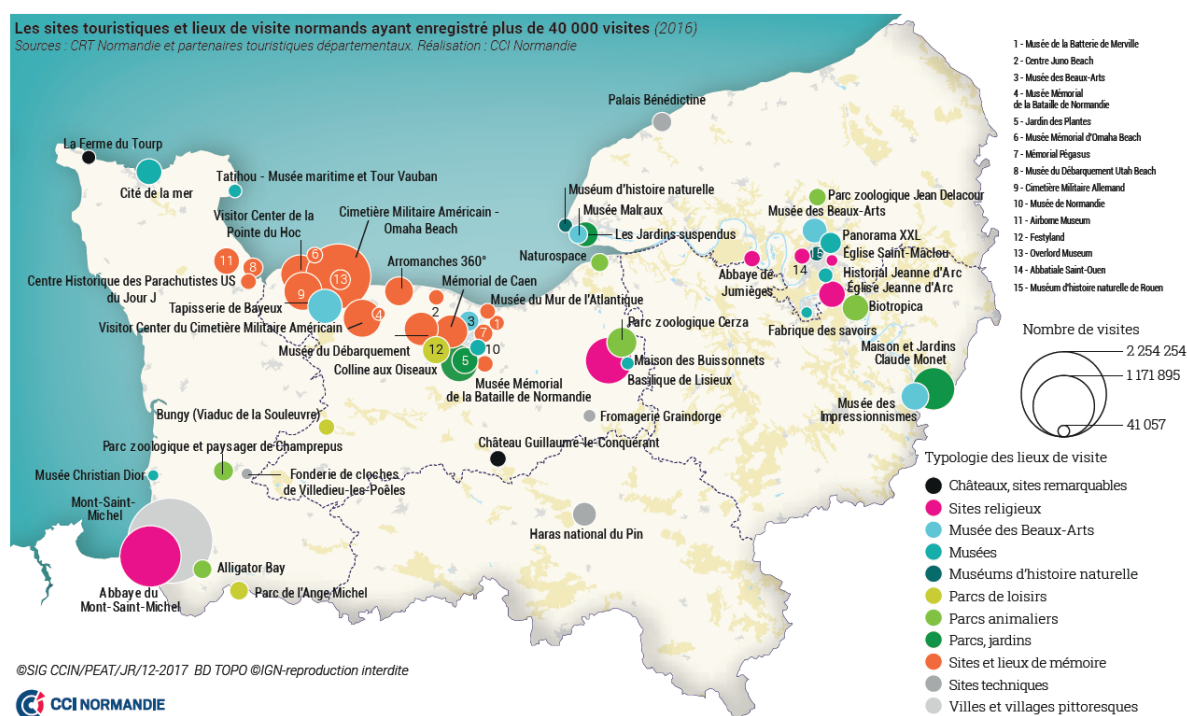 Les sites touristiques et lieux de visite normands ayant enregistré plus de 40 000 visites (2016)
Sources : CRT Normandie et partenaires touristiques départementaux. Réalisation : CCI Normandie
1 - Musée de la Batterie de Merville
2 - Centre Juno Beach
3 - Musée des Beaux-Arts
4 - Musée Mémorial
de la Bataille de Normandie
5 - Jardin des Plantes
6 - Musée Mémorial d'Omaha Beach
7 - Mémorial Pégasus
8 - Musée du Débarquement Utah Beach
9 - Cimetière Militaire Allemand
10 - Musée de Normandie
11 - Airborne Museum
12 - Festyland
13 - Overlord Museum
14 - Abbatiale Saint-Ouen
15 - Muséum d'histoire naturelle de Rouen
Palais Bénédictine
La Ferme du Tourp
Cité de la mer
Tatihou - Musée maritime et Tour Vauban
Visitor Center de la
Pointe du Hoc
Cimetière Militaire Américain -
Omaha Beach
Muséum d'histoire naturelle
Musée Malraux
Les Jardins suspendus
Naturospace
Parc zoologique Jean Delacour
Musée des Beaux-Arts
Panorama XXL
15
Église Saint-Maclou
14
Historial Jeanne d'Arc
Église Jeanne d'Arc
Abbaye de
Jumièges
Biotropica
Fabrique des savoirs
11
8
6
13
9
4
Centre Historique des Parachutistes US
du Jour J
Arromanches 360°
Mémorial de Caen
Tapisserie de Bayeux
Visitor Center du Cimetière Militaire Américain
2
3
Musée du Mur de l'Atlantique
1
7
10
12
5
Musée du Débarquement
Colline aux Oiseaux
Musée Mémorial
de la Bataille de Normandie
Parc zoologique Cerza
Maison des Buissonnets
Basilique de Lisieux
Maison et Jardins
Claude Monet
Musée des
Impressionnismes
Bungy (Viaduc de la Souleuvre)
Fromagerie Graindorge
Parc zoologique et paysager de Champrepus
Château Guillaume-le-Conquérant
Musée Christian Dior
Fonderie de cloches
de Villedieu-les-Poêles
Mont-Saint-
Michel
Haras national du Pin
Alligator Bay
Abbaye du
Mont-Saint-Michel
Parc de l'Ange Michel
Nombre de visites
2 254 254
1 171 895
41 057
Typologie des lieux de visite
Châteaux, sites remarquables
Sites religieux
Musée des Beaux-Arts
Musées
Muséums d'histoire naturelle
Parcs de loisirs
Parcs animaliers
Parcs, jardins
Sites et lieux de mémoire
Sites techniques
Villes et villages pittoresques
©SIG CCIN/PEAT/JR/12-2017 BD TOPO ©IGN-reproduction interdite
CCI NORMANDIE